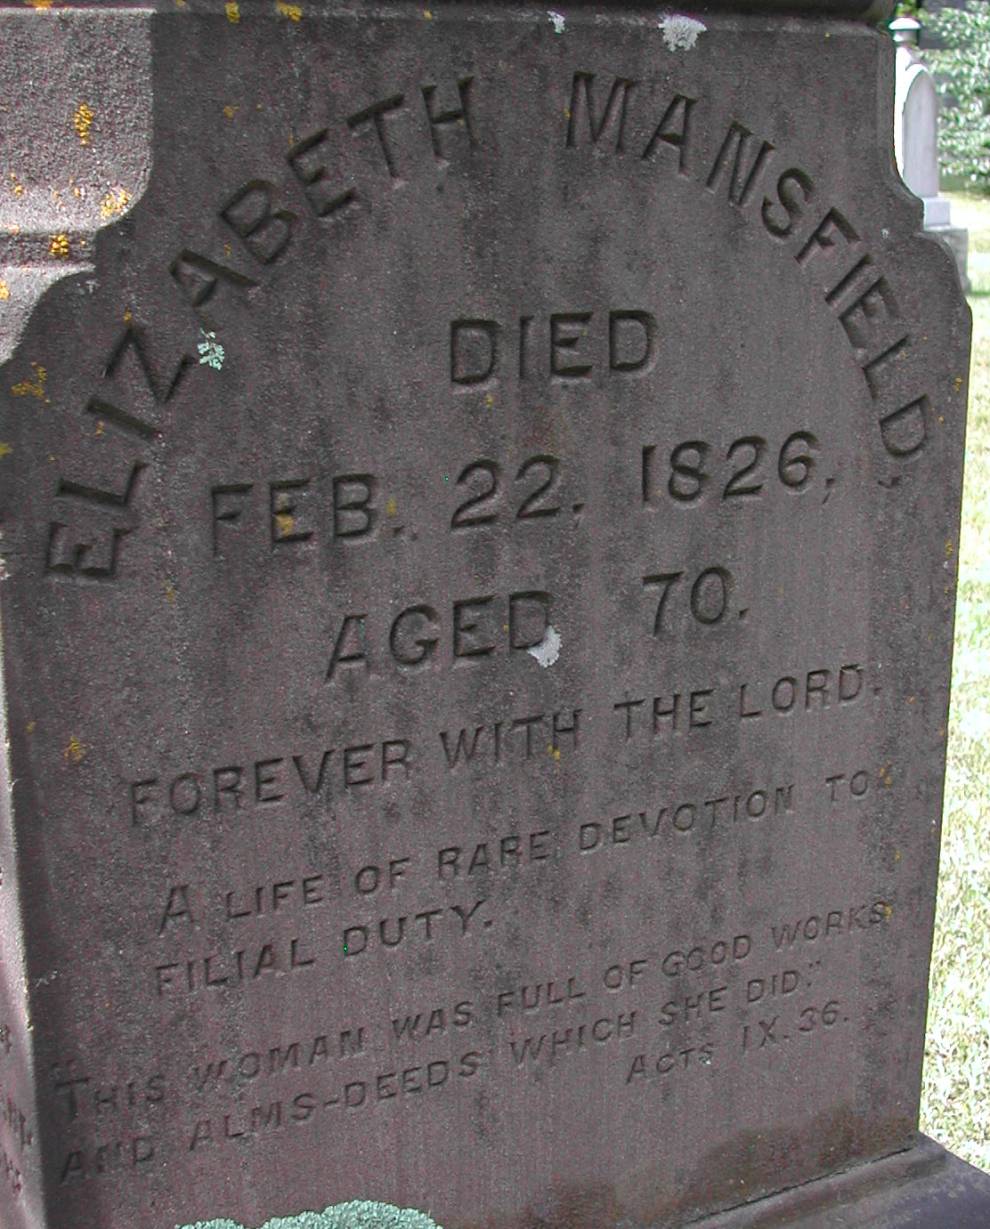 ELIZABETH MANSFIELD,
DIED
FEB. 22, 1826,
AGED 70.
FOREVER WITH THE LORD.
A LIFE OF RARE DEVOTION TO
FILIAL DUTY.
"THIS WOMAN WAS FULL OF GOOD WORKS
AND ALMS-DEEDS WHICH SHE DID."
ACTS IX. 36.